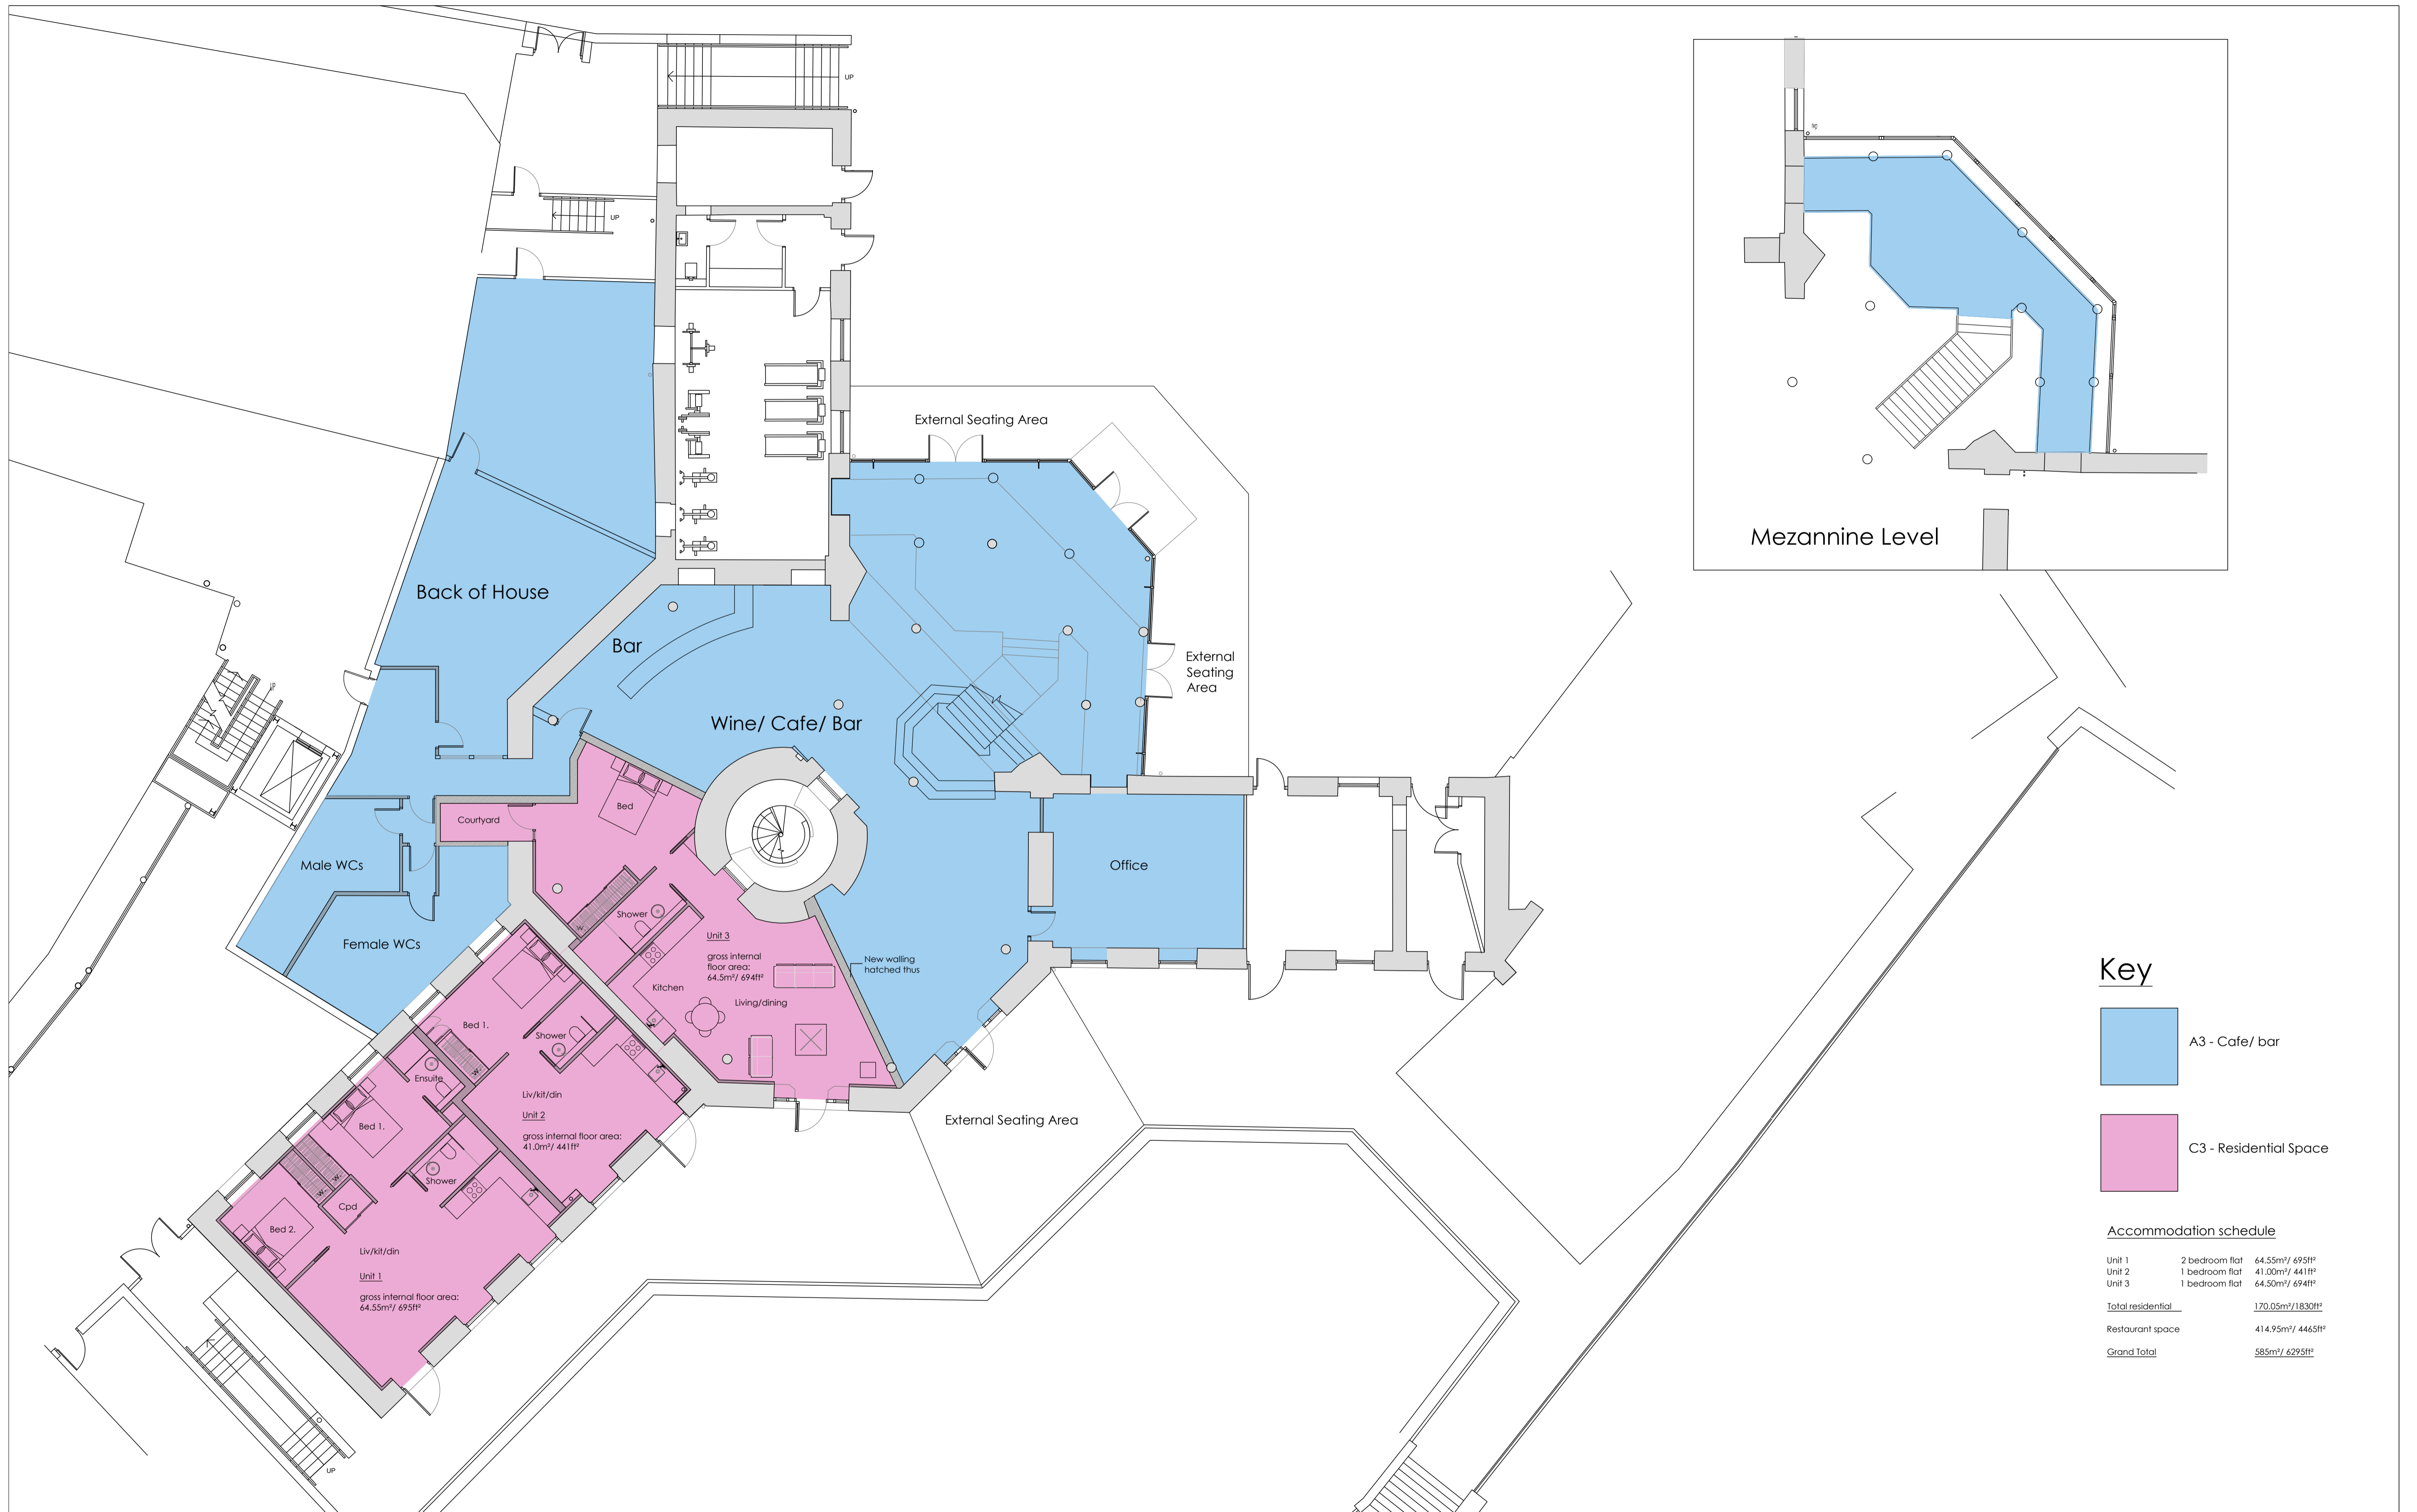 UP
UP
External Seating Area
Mezannine Level
Back of House
Bar
External
Seating
Area
UP
Wine/ Cafe/ Bar
Bed
Courtyard
Male WCs
Office
Shower
W
Female WCs
Unit 3
gross internal
floor area:
64.5m²/ 694ft²
New walling
hatched thus
Kitchen
Living/dining
Key
Bed 1.
Shower
A3 - Cafe/ bar
W.
Ensuite
Liv/kit/din
Unit 2
gross internal floor area:
41.0m²/ 441ft²
Bed 1.
External Seating Area
C3 - Residential Space
Shower
W.
W.
Cpd
Bed 2.
Liv/kit/din
Unit 1
gross internal floor area:
64.55m²/ 695ft²
Accommodation schedule
Unit 1 2 bedroom flat 64.55m²/ 695ft²
Unit 2 1 bedroom flat 41.00m²/ 441ft²
Unit 3 1 bedroom flat 64.50m²/ 694ft²
Total residential 170.05m²/1830ft²
Restaurant space 414.95m²/ 4465ft²
Grand Total 585m²/ 6295ft²
UP